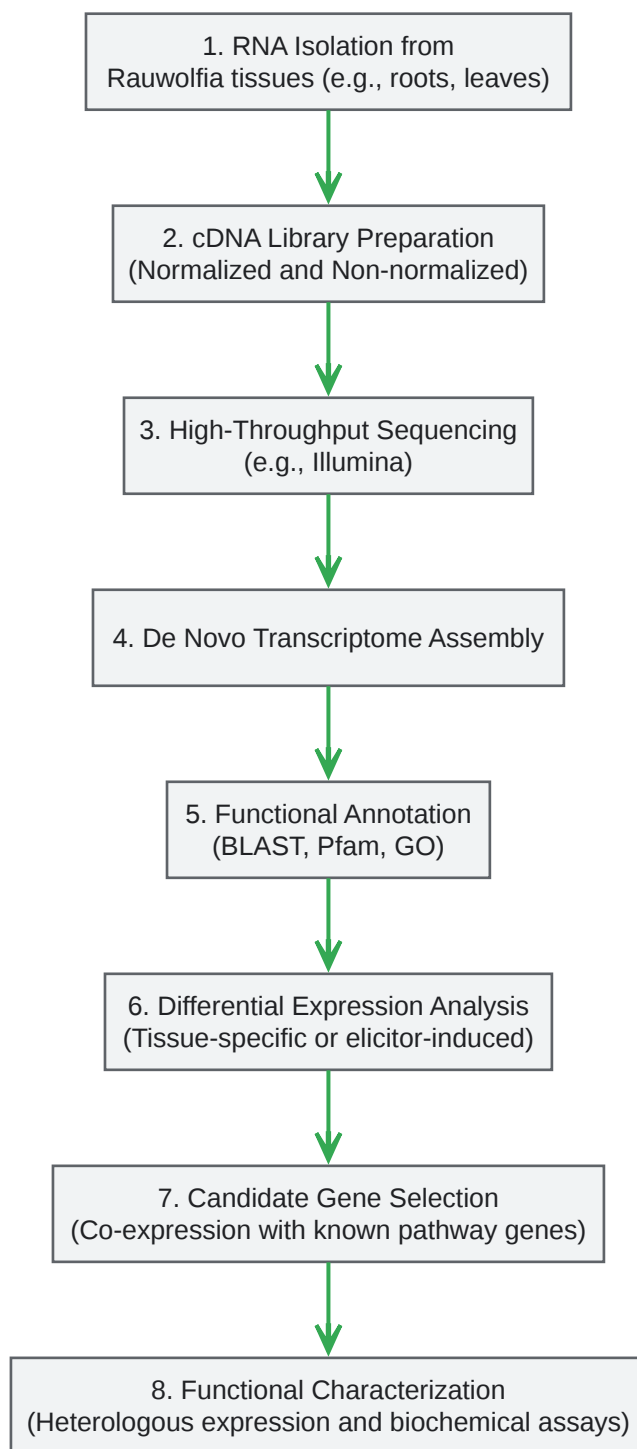 1. RNA Isolation from
Rauwolfia tissues (e.g., roots, leaves)
2. cDNA Library Preparation
(Normalized and Non-normalized)
3. High-Throughput Sequencing
(e.g., Illumina)
4. De Novo Transcriptome Assembly
5. Functional Annotation
(BLAST, Pfam, GO)
6. Differential Expression Analysis
(Tissue-specific or elicitor-induced)
7. Candidate Gene Selection
(Co-expression with known pathway genes)
8. Functional Characterization
(Heterologous expression and biochemical assays)